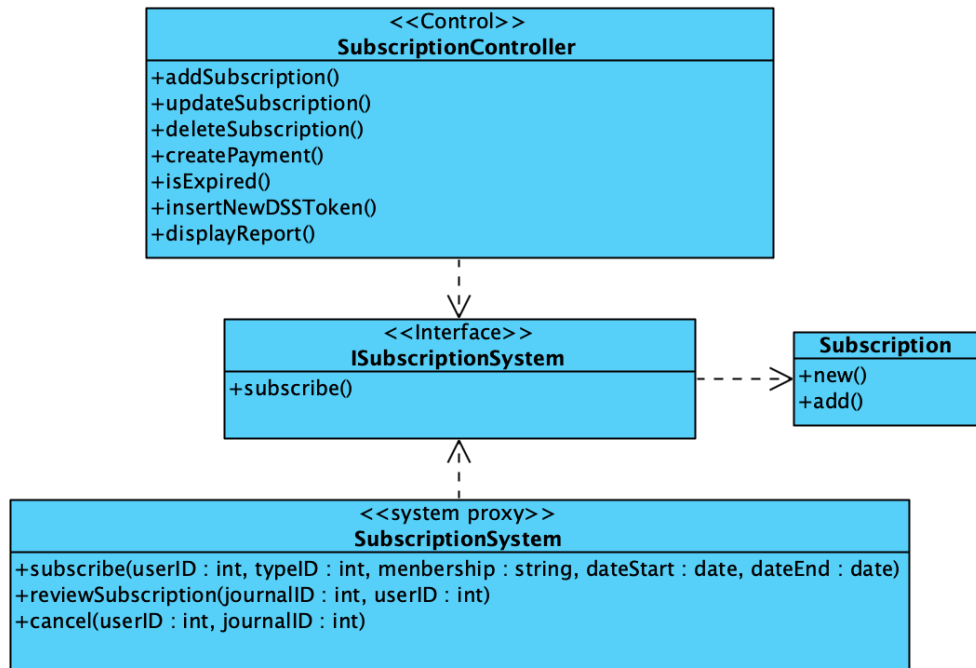 <<Control>>
SubscriptionController
+addSubscription()
+updateSubscription()
+deleteSubscription()
+createPayment()
+isExpired()
+insertNewDSSToken()
+displayReport()
<<Interface>>
ISubscriptionSystem
+subscribe()
Subscription
+new()
+add()
<<system proxy>>
SubscriptionSystem
+subscribe(userID : int, typeID : int, menbership : string, dateStart : date, dateEnd : date)
+reviewSubscription(journalID : int, userID : int)
+cancel(userID : int, journalID : int)